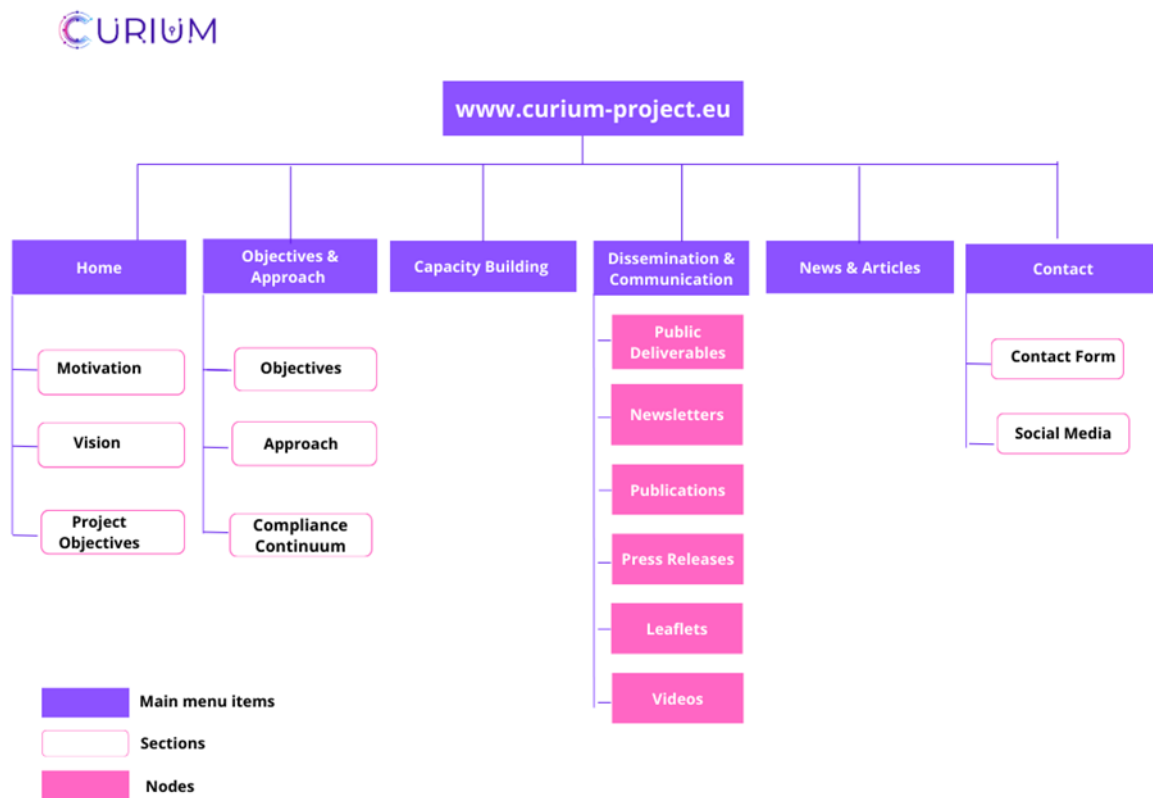 CURIUM
www.curium-project.eu
Home
Objectives &
Approach
Capacity Building
Dissemination &
Communication
News & Articles
Contact
Motivation
Vision
Project
Objectives
Objectives
Approach
Compliance
Continuum
Public
Deliverables
Newsletters
Publications
Press Releases
Leaflets
Videos
Contact Form
Social Media
Main menu items
Sections
Nodes